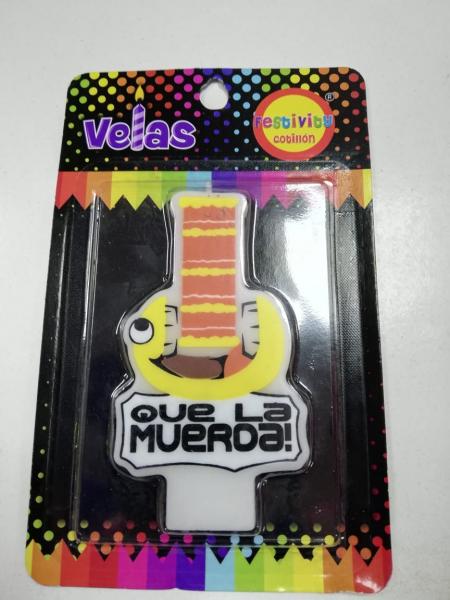 Velas
Festivity
®
cotillón
QUE LA
MUERDA!